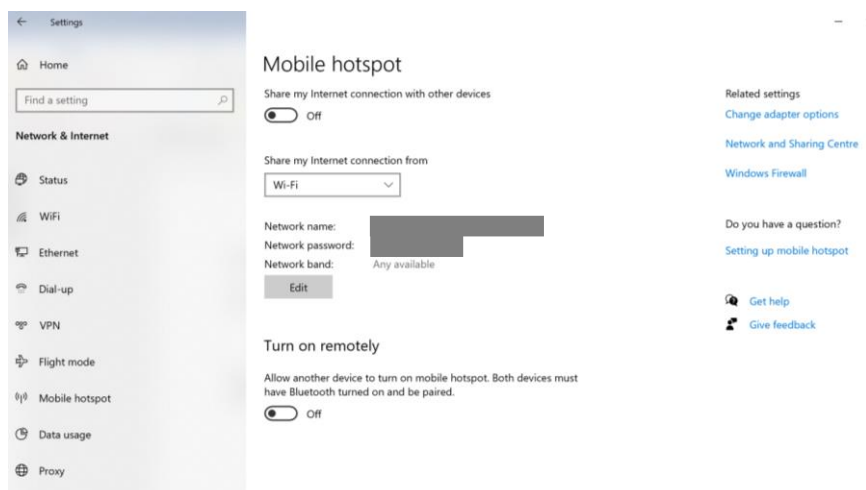 Settings
Home
Find a setting
Network & Internet
Status
WiFi
Ethernet
Dial-up
VPN
Flight mode
Mobile hotspot
Data usage
Proxy
Mobile hotspot
Share my Internet connection with other devices
Off
Share my Internet connection from
Wi-Fi
Network name:
Network password:
Network band: Any available
Edit
Turn on remotely
Allow another device to turn on mobile hotspot. Both devices must
have Bluetooth turned on and be paired.
Off
Related settings
Change adapter options
Network and Sharing Centre
Windows Firewall
Do you have a question?
Setting up mobile hotspot
Get help
Give feedback